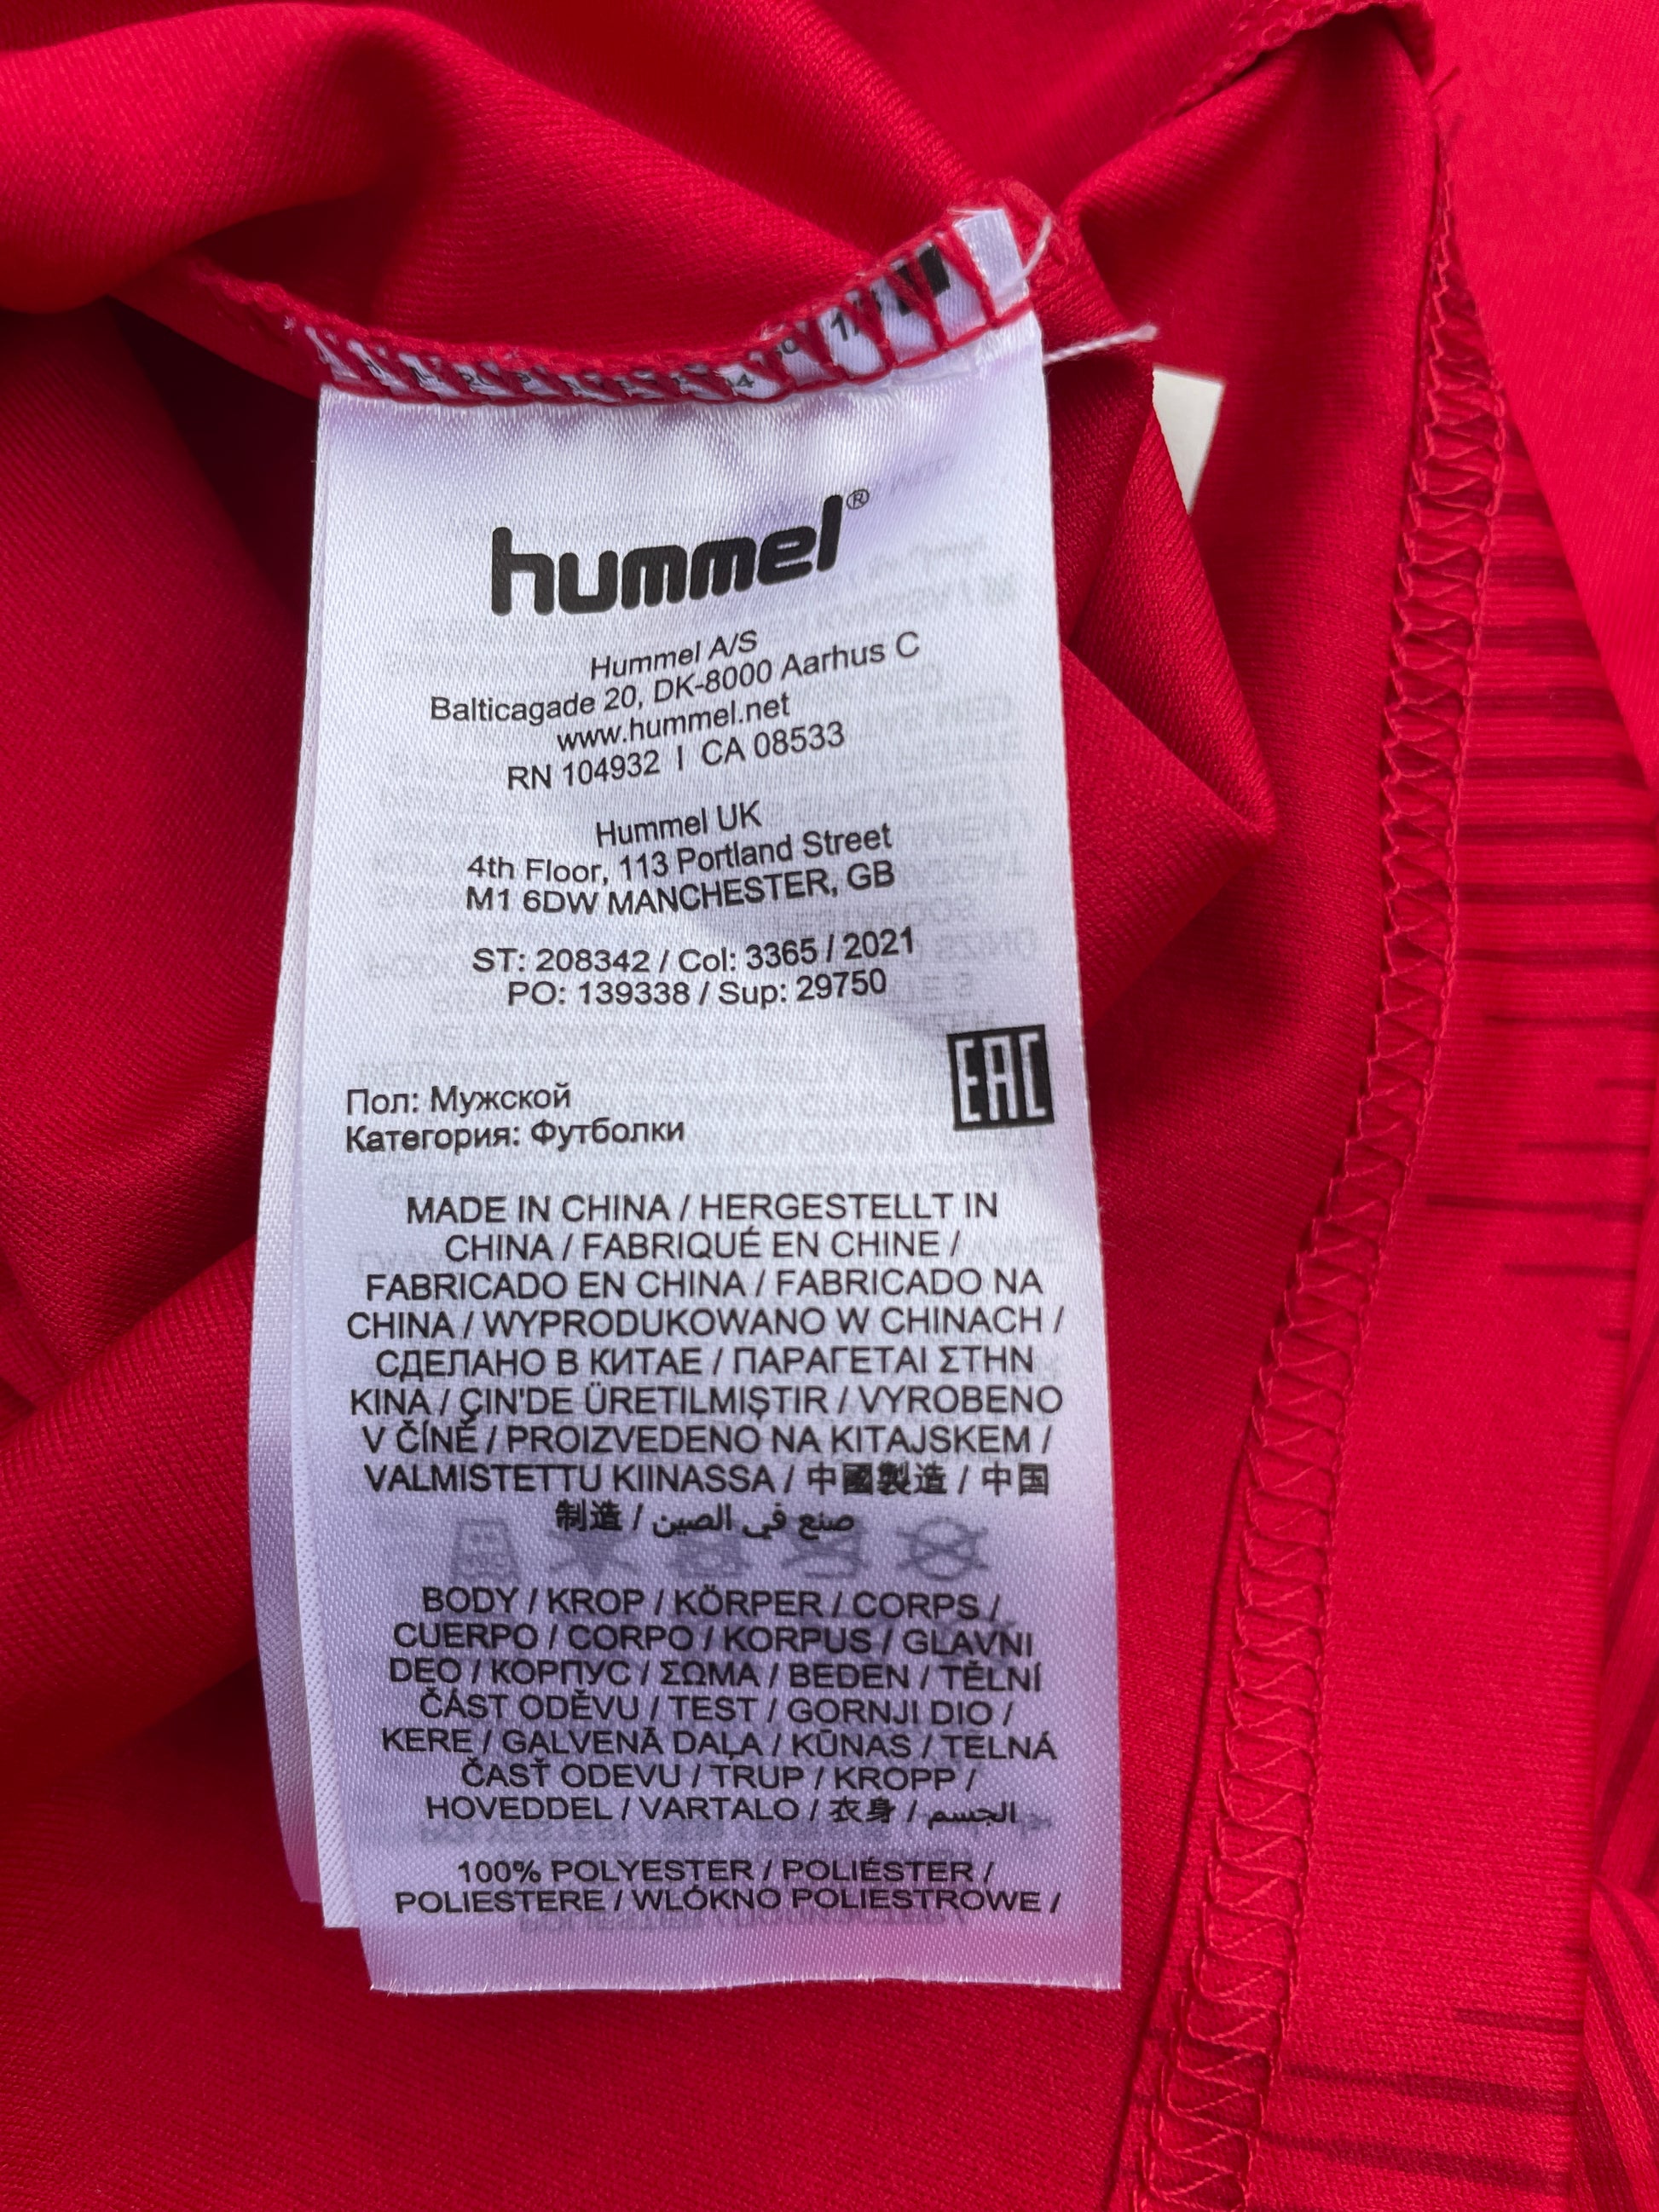 hummel®
Hummel A/S
Balticagade 20, DK-8000 Aarhus C
www.hummel.net
RN 104932 | CA 08533
Hummel UK
4th Floor, 113 Portland Street
M1 6DW MANCHESTER, GB
ST: 208342 / Col: 3365 / 2021
PO: 139338 / Sup: 29750
EAC
Пол: Мужской
Категория: Футболки
MADE IN CHINA / HERGESTELLT IN
CHINA / FABRIQUÉ EN CHINE /
FABRICADO EN CHINA / FABRICADO NA
CHINA / WYPRODUKOWANO W CHINACH /
СДЕЛАНО В КИТАЕ / ΠΑΡΑΓΕΤΑΙ ΣΤΗΝ
ΚΙΝΑ / ÇIN'DE ÜRETILMIŞTIR / VYROBENO
V ČÍNĚ / PROIZVEDENO NA KITAJSKEM /
VALMISTETTU KIINASSA / 中國製造 / 中国
制造 / صنع في الصين
BODY / KROP / KÖRPER / CORPS /
CUERPO / CORPO / KORPUS / GLAVNI
DEO / КОРПУС / ΣΩΜΑ / BEDEN / TĚLNÍ
ČÁST ODĚVU / TEST / GORNJI DIO /
KERE / GALVENĀ DAĻA / KŪNAS / TELNÁ
ČASŤ ODEVU / TRUP / KROPP /
HOVEDDEL / VARTALO / 衣身 / الجسم
100% POLYESTER / POLIÉSTER /
POLIESTERE / WLÓKNO POLIESTROWE /